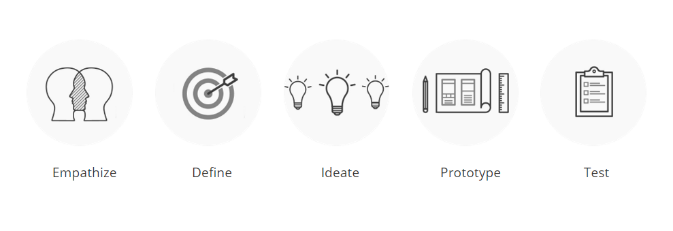 Empathize
Define
Ideate
Prototype
Test